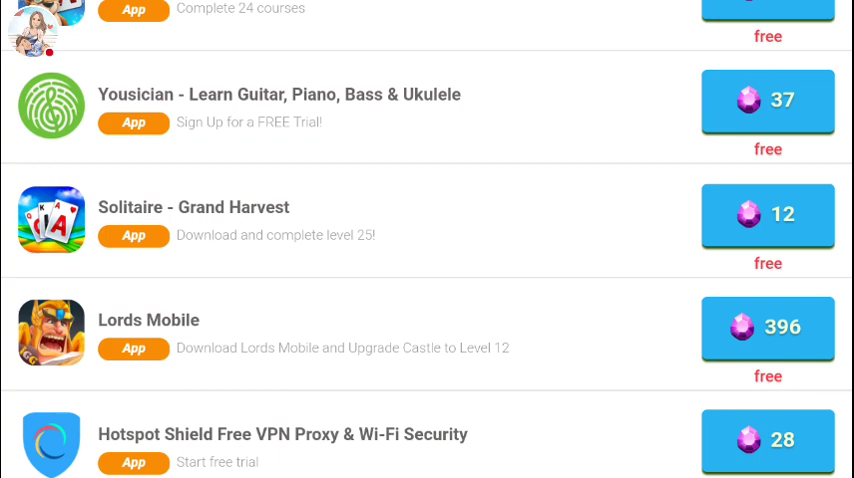 App Complete 24 courses
free
Yousician - Learn Guitar, Piano, Bass & Ukulele
37
App Sign Up for a FREE Trial!
free
Solitaire - Grand Harvest
12
App Download and complete level 25!
free
Lords Mobile
396
App Download Lords Mobile and Upgrade Castle to Level 12
free
Hotspot Shield Free VPN Proxy & Wi-Fi Security
28
App Start free trial